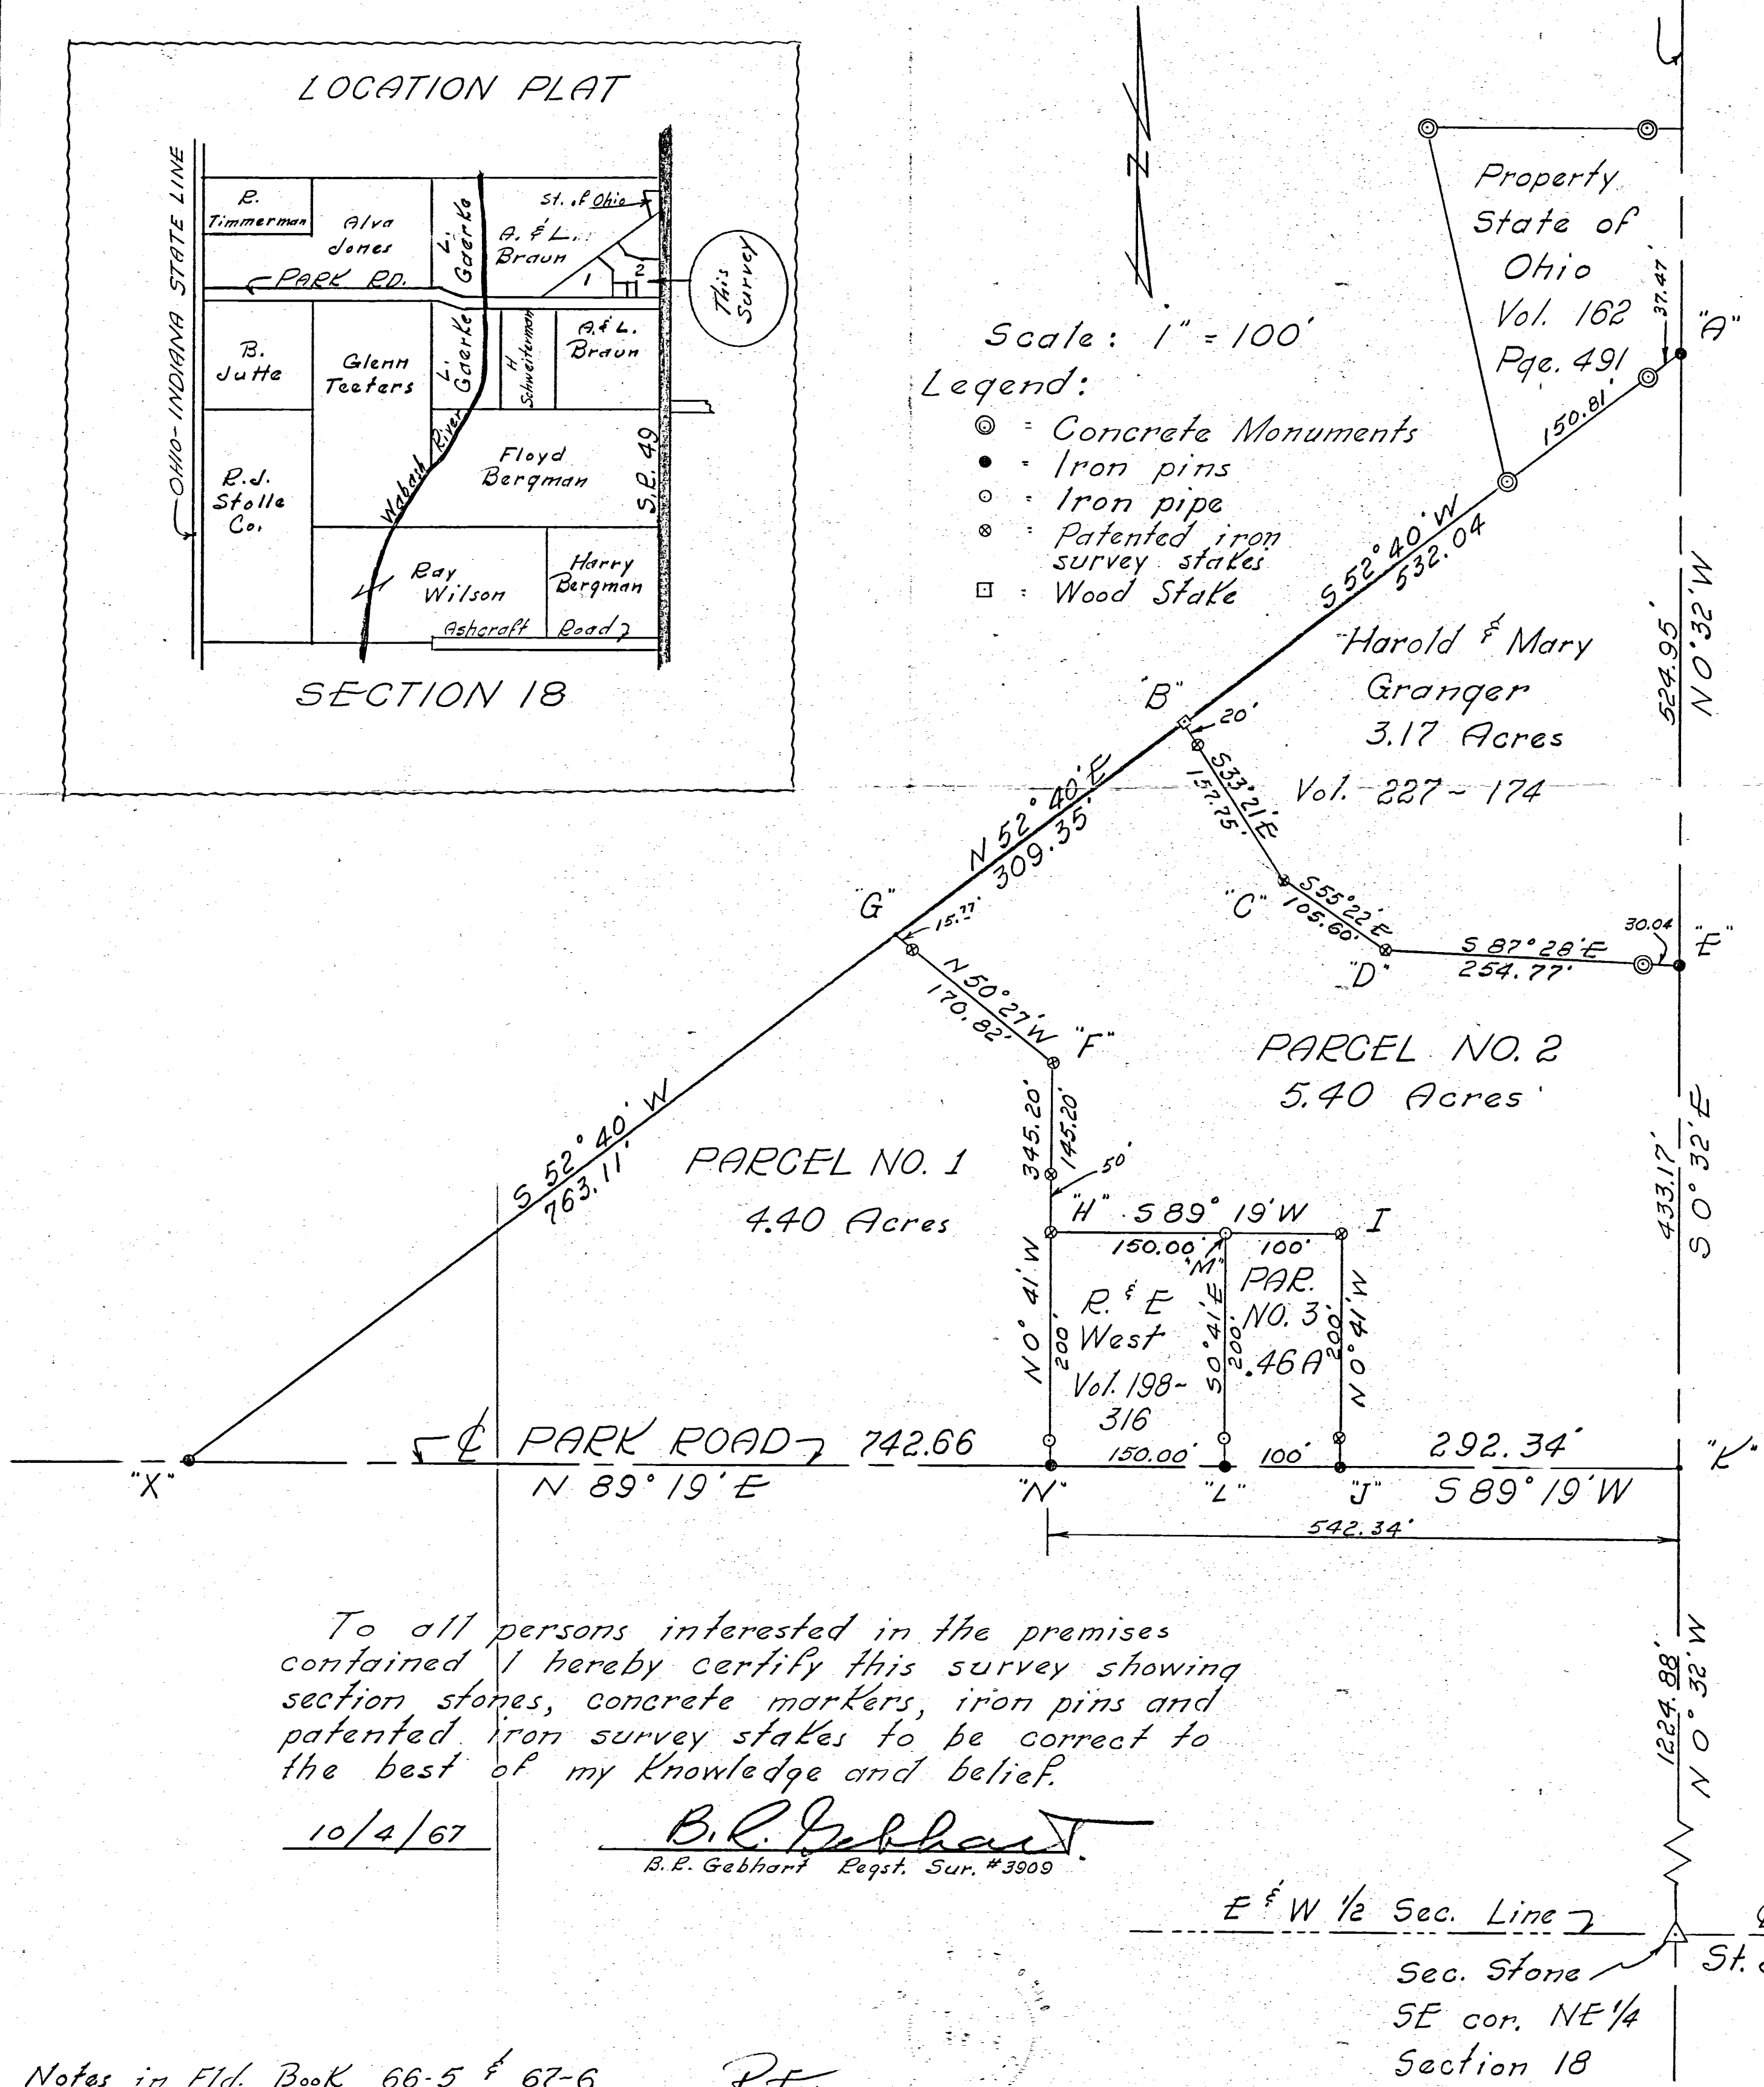 LOCATION PLAT
OHIO-INDIANA STATE LINE
R.
Timmerman
Alva
Jones
L.
Gaerke
St. of Ohio
A. & L.
Braun
1
2
This
Survey
PARK RD.
B.
Jutte
Glenn
Teeters
L.
Gaerke
H
Schweiterman
A. & L.
Braun
R.J.
Stolle
Co.
Wabash River
Floyd
Bergman
S.R. 49
Ray
Wilson
Harry
Bergman
Ashcraft Road
SECTION 18
N
Scale: 1" = 100'
Legend:
= Concrete Monuments
= Iron pins
= Iron pipe
= Patented iron
survey stakes
= Wood Stake
Property
State of
Ohio
Vol. 162
Pge. 491
37.47
"A"
150.81'
S 52° 40' W
532.04
524.95'
N 0° 32' W
Harold & Mary
Granger
3.17 Acres
Vol. 227 ~ 174
"B"
20'
S 33° 21' E
157.75'
"C"
S 55° 22' E
105.60'
"D"
S 87° 28' E
254.77'
30.04
"E"
N 52° 40' E
309.35'
"G"
15.77'
N 50° 27' W
170.82'
"F"
PARCEL NO. 2
5.40 Acres
345.20'
145.20'
50'
S 52° 40' W
763.11'
PARCEL NO. 1
4.40 Acres
433.17'
S 0° 32' E
"H" S 89° 19' W
I
150.00'
100'
"M"
N 0° 41' W
200'
R. & E
West
Vol. 198-
316
S 0° 41' E
200'
PAR.
NO. 3
.46 A
200'
N 0° 41' W
"X"
℄ PARK ROAD 742.66
N 89° 19' E
150.00'
100'
292.34'
"N"
"L"
"J"
S 89° 19' W
"K"
542.34'
To all persons interested in the premises
contained I hereby certify this survey showing
section stones, concrete markers, iron pins and
patented iron survey stakes to be correct to
the best of my knowledge and belief.
10/4/67
B.R. Gebhart
B.R. Gebhart Regst. Sur. #3909
1224.88'
N 0° 32' W
E & W 1/2 Sec. Line
St.
Sec. Stone
SE cor. NE 1/4
Section 18
Notes in Fld. Book 66-5 & 67-6